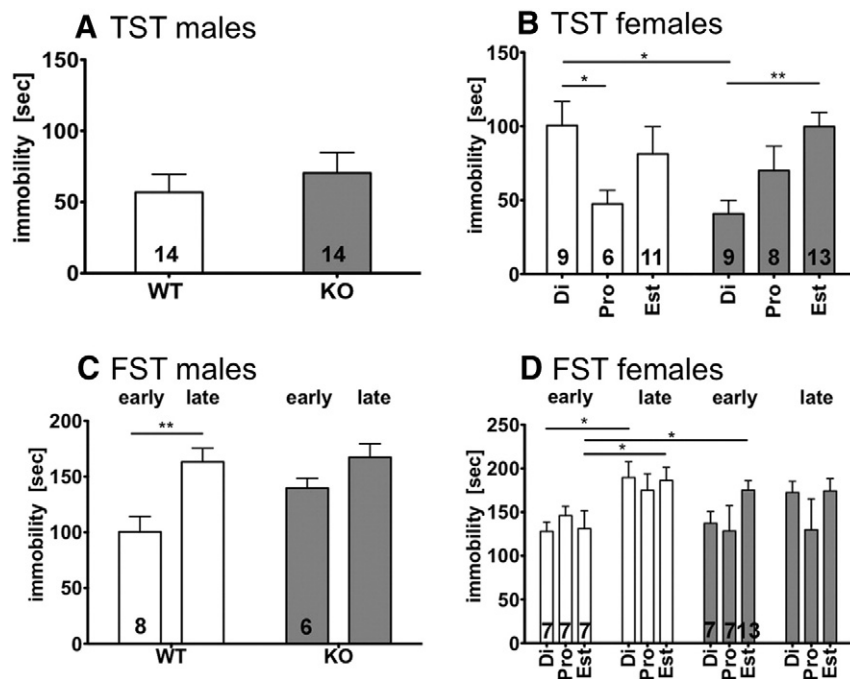 A TST males
immobility [sec]
150
100
50
0
14
14
WT
KO
B TST females
immobility [sec]
150
100
50
0
*
*
**
9
6
11
9
8
13
Di
Pro
Est
Di
Pro
Est
C FST males
early
late
early
late
immobility [sec]
200
150
100
50
0
**
8
6
WT
KO
D FST females
early
late
early
late
immobility [sec]
250
200
150
100
50
0
*
*
*
7
7
7
7
7
13
Di
Pro
Est
Di
Pro
Est
Di
Pro
Est
Di
Pro
Est